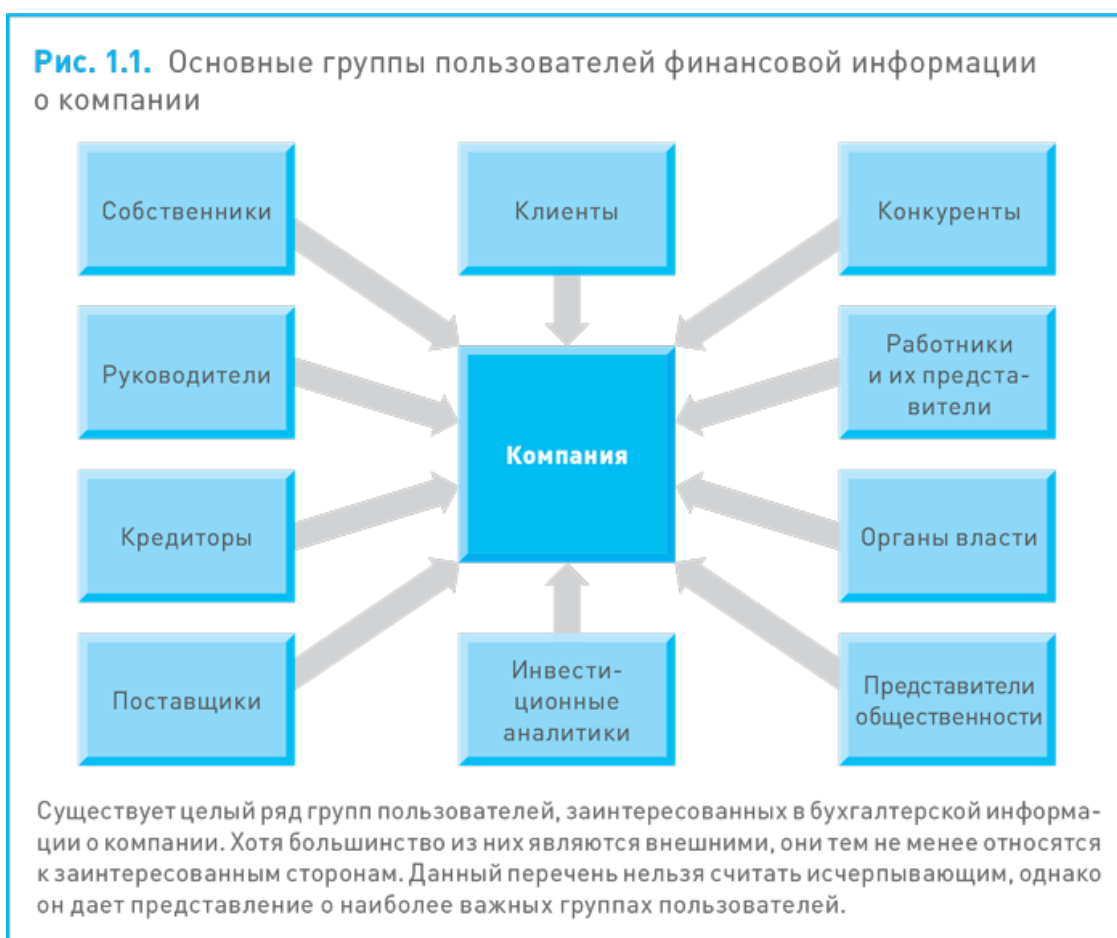 Рис. 1.1. Основные группы пользователей финансовой информации
о компании
Собственники
Клиенты
Конкуренты
Руководители
Работники
и их предста-
вители
Компания
Кредиторы
Органы власти
Поставщики
Инвести-
ционные
аналитики
Представители
общественности
Существует целый ряд групп пользователей, заинтересованных в бухгалтерской информа-
ции о компании. Хотя большинство из них являются внешними, они тем не менее относятся
к заинтересованным сторонам. Данный перечень нельзя считать исчерпывающим, однако
он дает представление о наиболее важных группах пользователей.